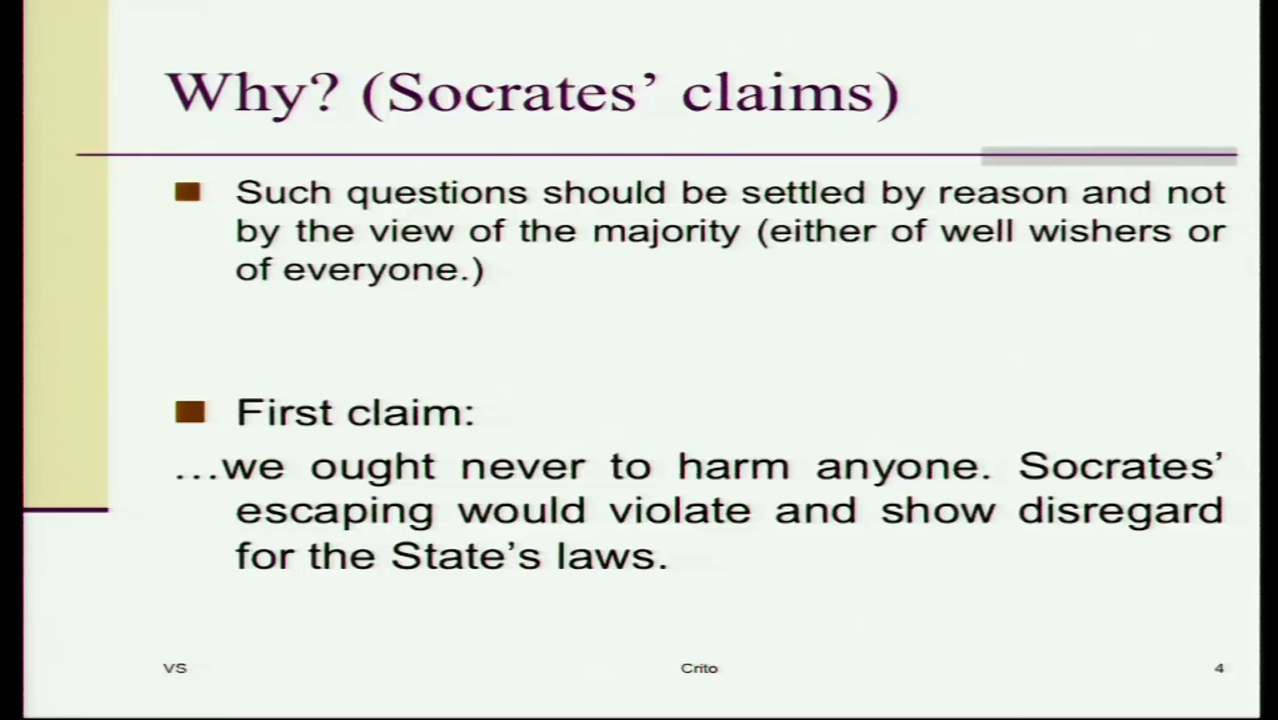 Why? (Socrates’ claims)
Such questions should be settled by reason and not
by the view of the majority (either of well wishers or
of everyone.)
First claim:
…we ought never to harm anyone. Socrates’
escaping would violate and show disregard
for the State’s laws.
VS Crito 4